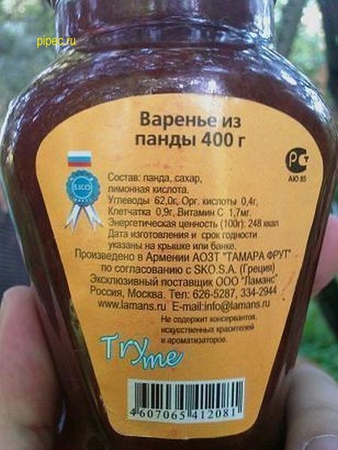 pipec.ru
Варенье из
панды 400 г
SKO
РСТ
АЮ 85
Состав: панда, сахар,
лимонная кислота.
Углеводы 62,0г, Орг. кислоты 0,4г,
Клетчатка 0,9г, Витамин С 1,7мг.
Энергетическая ценность (100г): 248 ккал
Дата изготовления и срок годности
указаны на крышке или банке.
Произведено в Армении АОЗТ "ТАМАРА ФРУТ"
по согласованию с SKO.S.A. (Греция)
Эксклюзивный поставщик ООО "Ламанс"
Россия, Москва. Тел: 626-5287, 334-2944
www.lamans.ru E-mail:info@lamans.ru
Не содержит консервантов,
искусственных красителей
и ароматизаторов.
Try
me
4607065412081